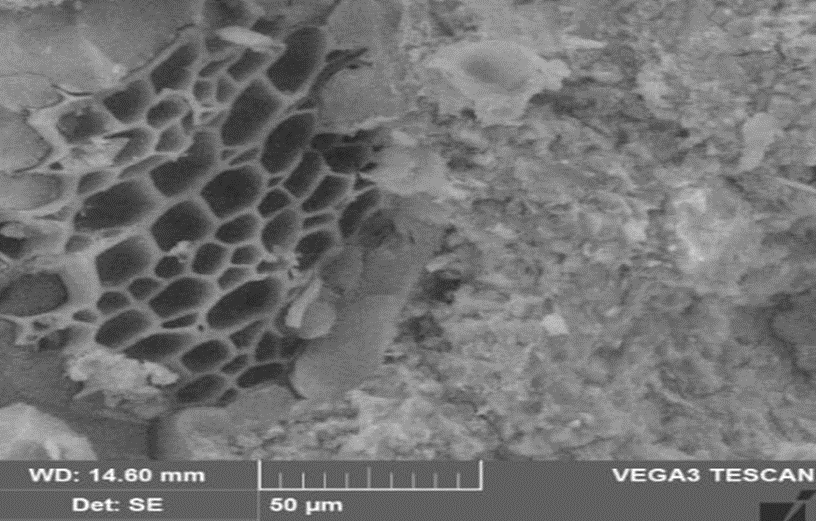 WD: 14.60 mm
VEGA3 TESCAN
Det: SE
50 µm